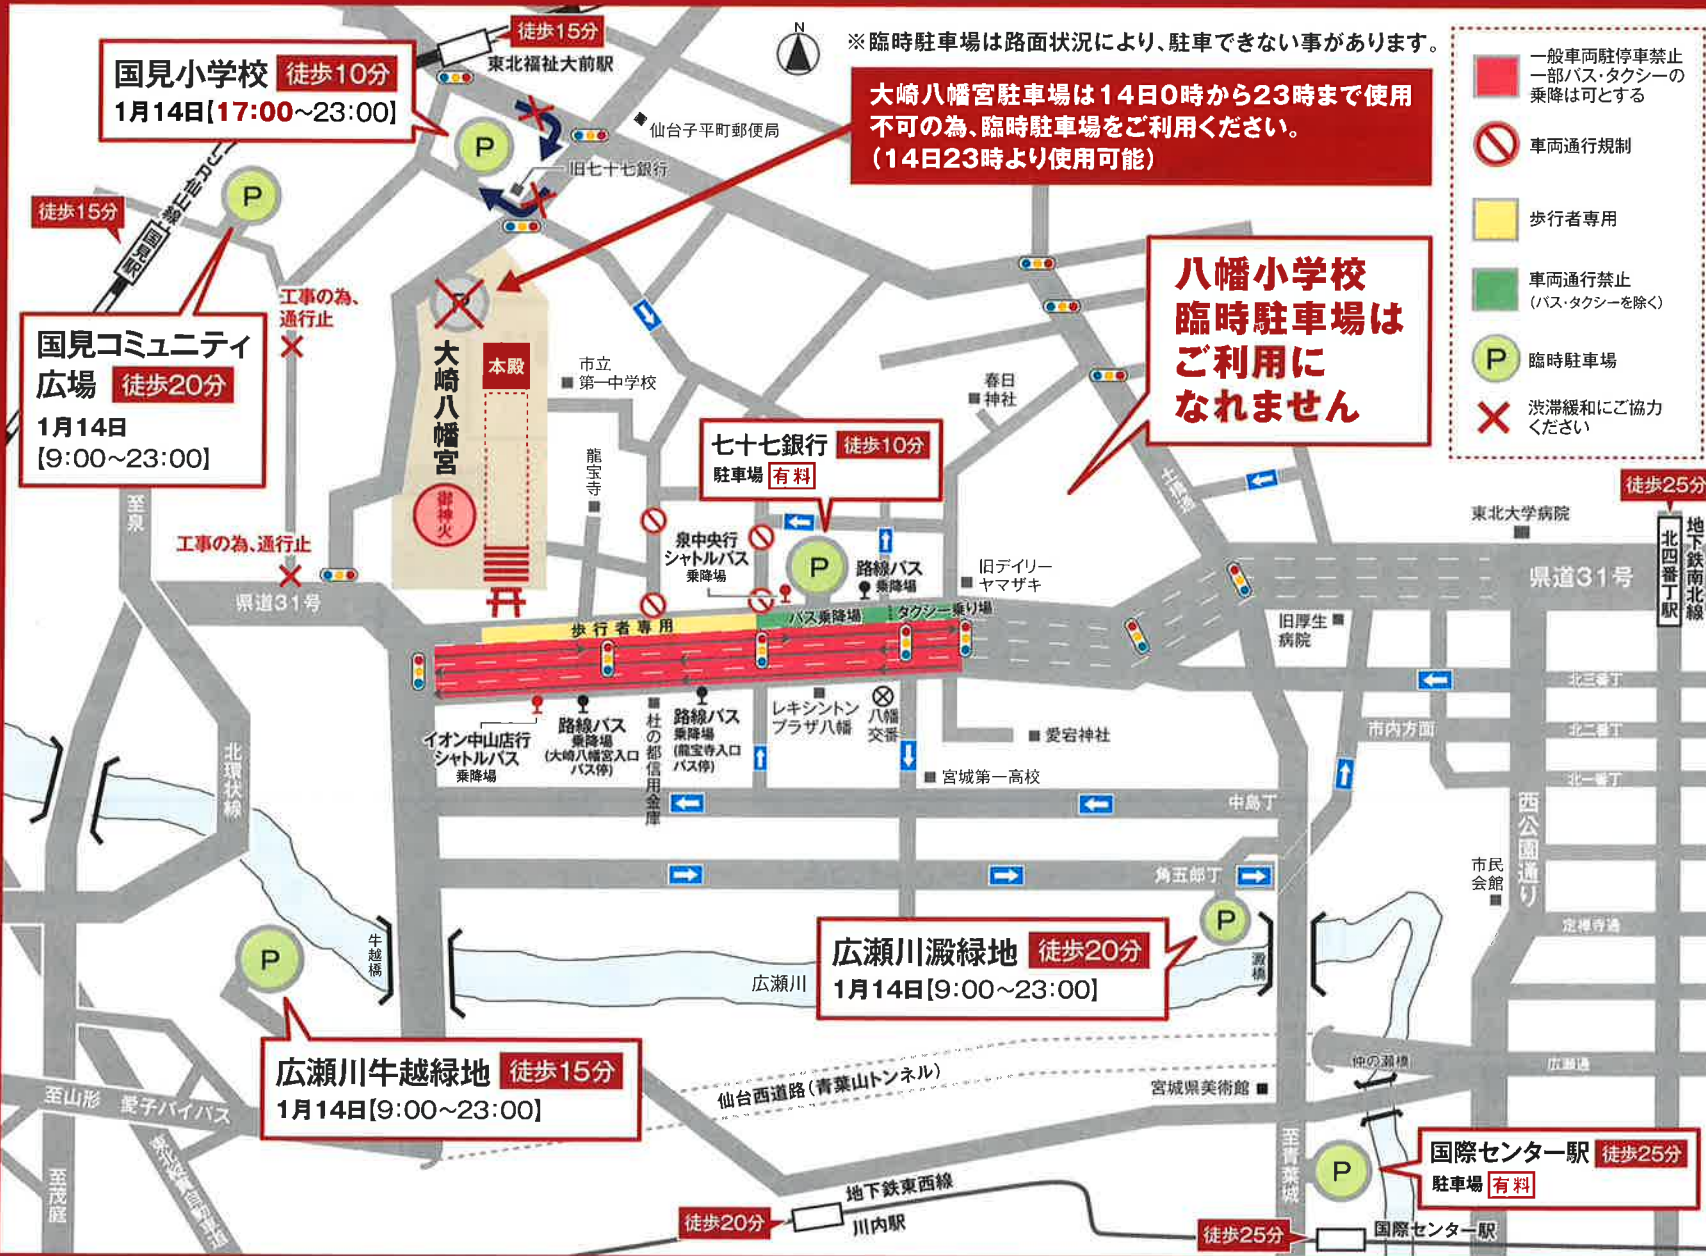 徒歩15分
東北福祉大前駅
国見小学校 徒歩10分
1月14日[17:00～23:00]
N
※臨時駐車場は路面状況により、駐車できない事があります。
大崎八幡宮駐車場は14日0時から23時まで使用
不可の為、臨時駐車場をご利用ください。
(14日23時より使用可能)
一般車両駐停車禁止
一部バス・タクシーの
乗降は可とする
車両通行規制
歩行者専用
車両通行禁止
(バス・タクシーを除く)
P
臨時駐車場
渋滞緩和にご協力
ください
P
仙台子平町郵便局
旧七十七銀行
P
JR仙山線
国見駅
徒歩15分
工事の為、
通行止
国見コミュニティ
広場 徒歩20分
1月14日
[9:00～23:00]
P
大崎八幡宮
本殿
御神火
市立
第一中学校
龍宝寺
春日
神社
八幡小学校
臨時駐車場は
ご利用に
なれません
七十七銀行 徒歩10分
駐車場 有料
P
土橋通
至泉
工事の為、通行止
県道31号
泉中央行
シャトルバス
乗降場
路線バス
乗降場
旧デイリー
ヤマザキ
歩行者専用
バス乗降場
タクシー乗り場
東北大学病院
県道31号
徒歩25分
北四番丁駅
地下鉄南北線
旧厚生
病院
北三番丁
市内方面
北二番丁
北一番丁
イオン中山店行
シャトルバス
乗降場
路線バス
乗降場
(大崎八幡宮入口
バス停)
杜の都信用金庫
路線バス
乗降場
(龍宝寺入口
バス停)
レキシントン
プラザ八幡
八幡
交番
愛宕神社
宮城第一高校
北環状線
中島丁
角五郎丁
西公園通り
市民
会館
定禅寺通
P
牛越橋
広瀬川
広瀬川澱緑地 徒歩20分
1月14日[9:00～23:00]
P
澱橋
広瀬川牛越緑地 徒歩15分
1月14日[9:00～23:00]
仙台西道路(青葉山トンネル)
宮城県美術館
仲の瀬橋
広瀬通
至山形 愛子バイパス
東北縦貫自動車道
至茂庭
至青葉城
P
国際センター駅 徒歩25分
駐車場 有料
地下鉄東西線
徒歩20分
川内駅
徒歩25分
国際センター駅